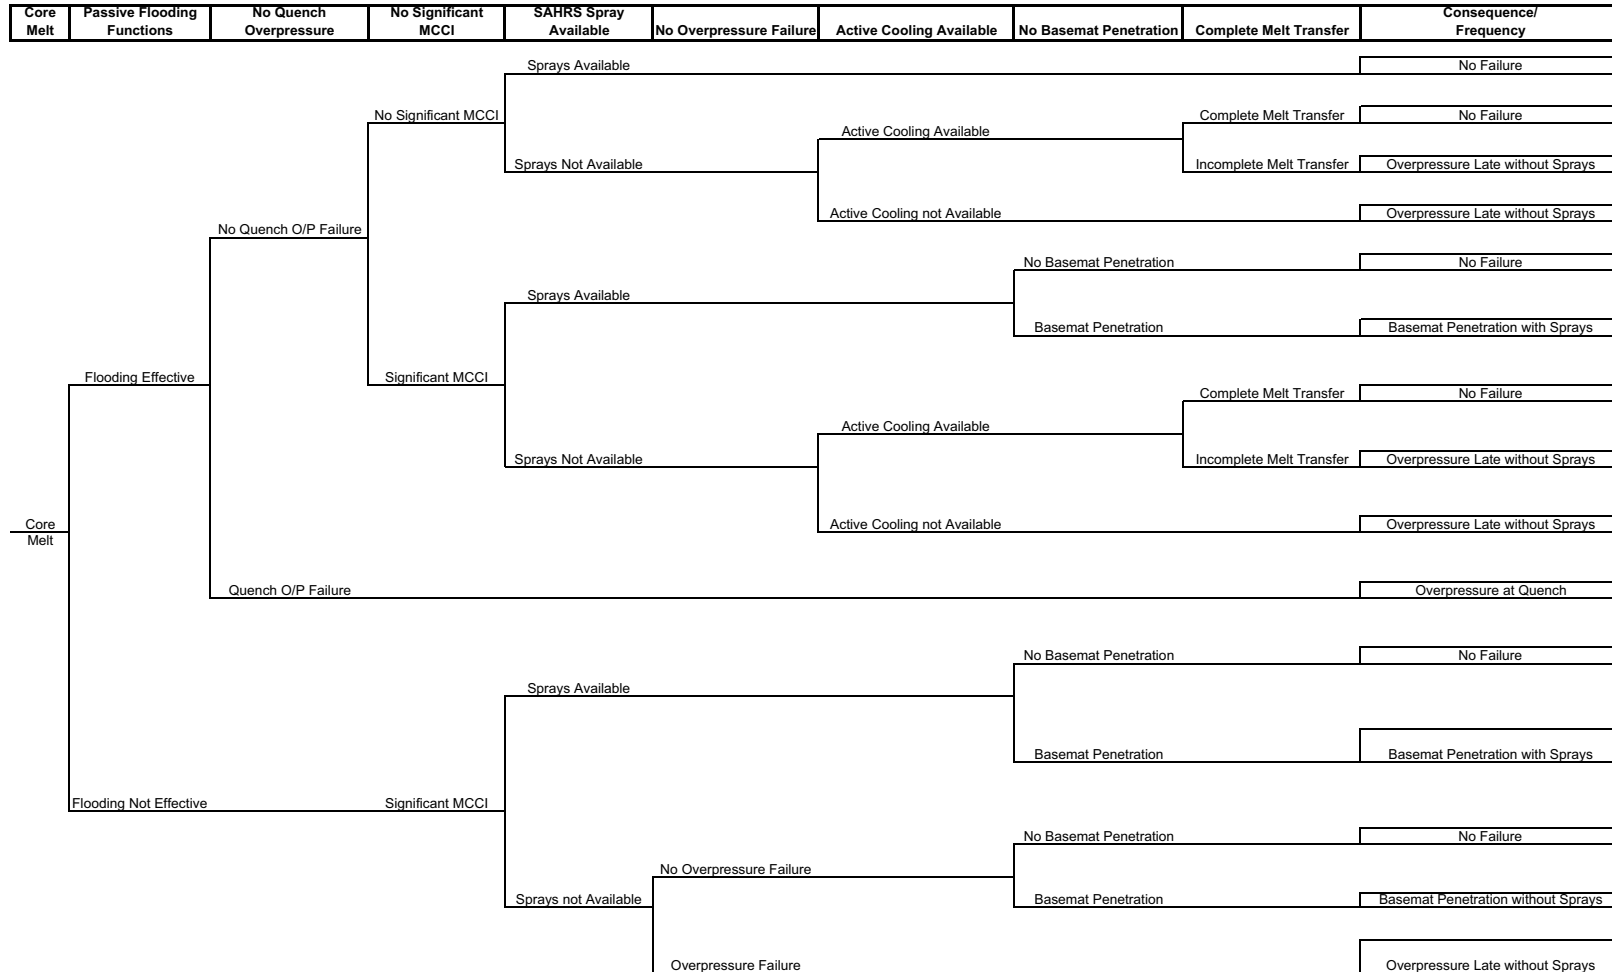 Core Melt
Passive Flooding Functions
No Quench Overpressure
No Significant MCCI
SAHRS Spray Available
No Overpressure Failure
Active Cooling Available
No Basemat Penetration
Complete Melt Transfer
Consequence/ Frequency
Sprays Available
No Failure
No Significant MCCI
Complete Melt Transfer
No Failure
Active Cooling Available
Sprays Not Available
Incomplete Melt Transfer
Overpressure Late without Sprays
Active Cooling not Available
Overpressure Late without Sprays
No Quench O/P Failure
No Basemat Penetration
No Failure
Sprays Available
Basemat Penetration
Basemat Penetration with Sprays
Flooding Effective
Significant MCCI
Complete Melt Transfer
No Failure
Active Cooling Available
Sprays Not Available
Incomplete Melt Transfer
Overpressure Late without Sprays
Core
Melt
Active Cooling not Available
Overpressure Late without Sprays
Quench O/P Failure
Overpressure at Quench
No Basemat Penetration
No Failure
Sprays Available
Basemat Penetration
Basemat Penetration with Sprays
Flooding Not Effective
Significant MCCI
No Basemat Penetration
No Failure
No Overpressure Failure
Sprays not Available
Basemat Penetration
Basemat Penetration without Sprays
Overpressure Failure
Overpressure Late without Sprays